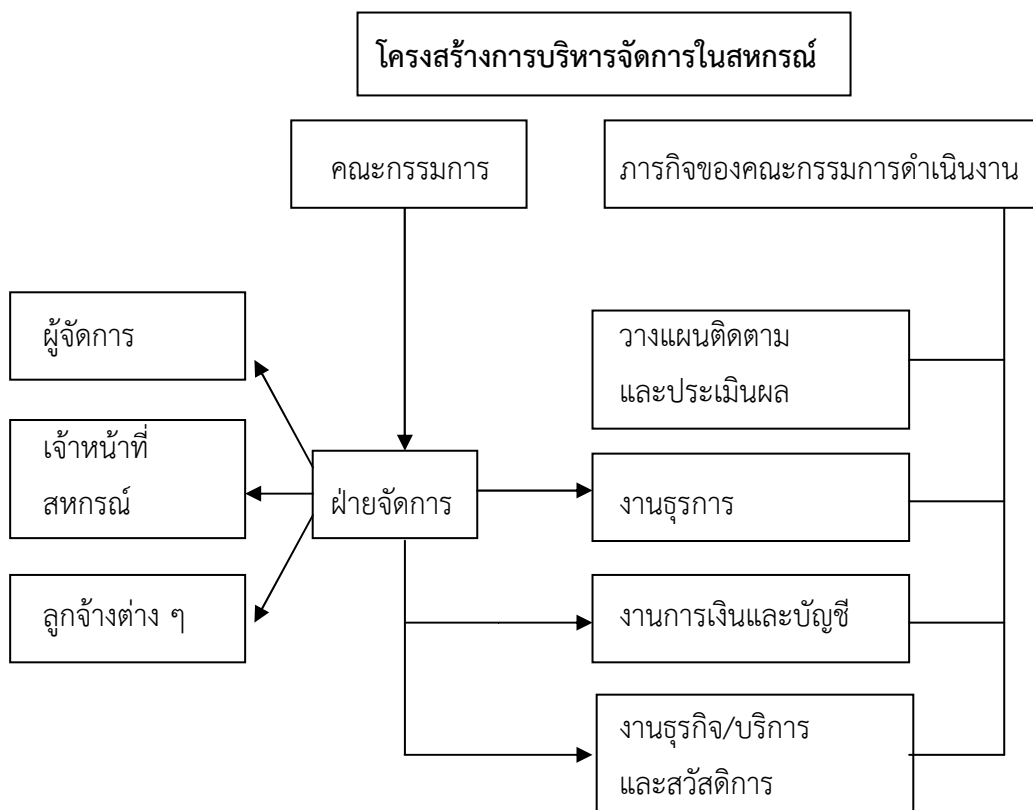 โครงสร้างการบริหารจัดการในสหกรณ์
คณะกรรมการ
ภารกิจของคณะกรรมการดำเนินงาน
ผู้จัดการ
เจ้าหน้าที่
สหกรณ์
ลูกจ้างต่าง ๆ
ฝ่ายจัดการ
วางแผนติดตาม
และประเมินผล
งานธุรการ
งานการเงินและบัญชี
งานธุรกิจ/บริการ
และสวัสดิการ